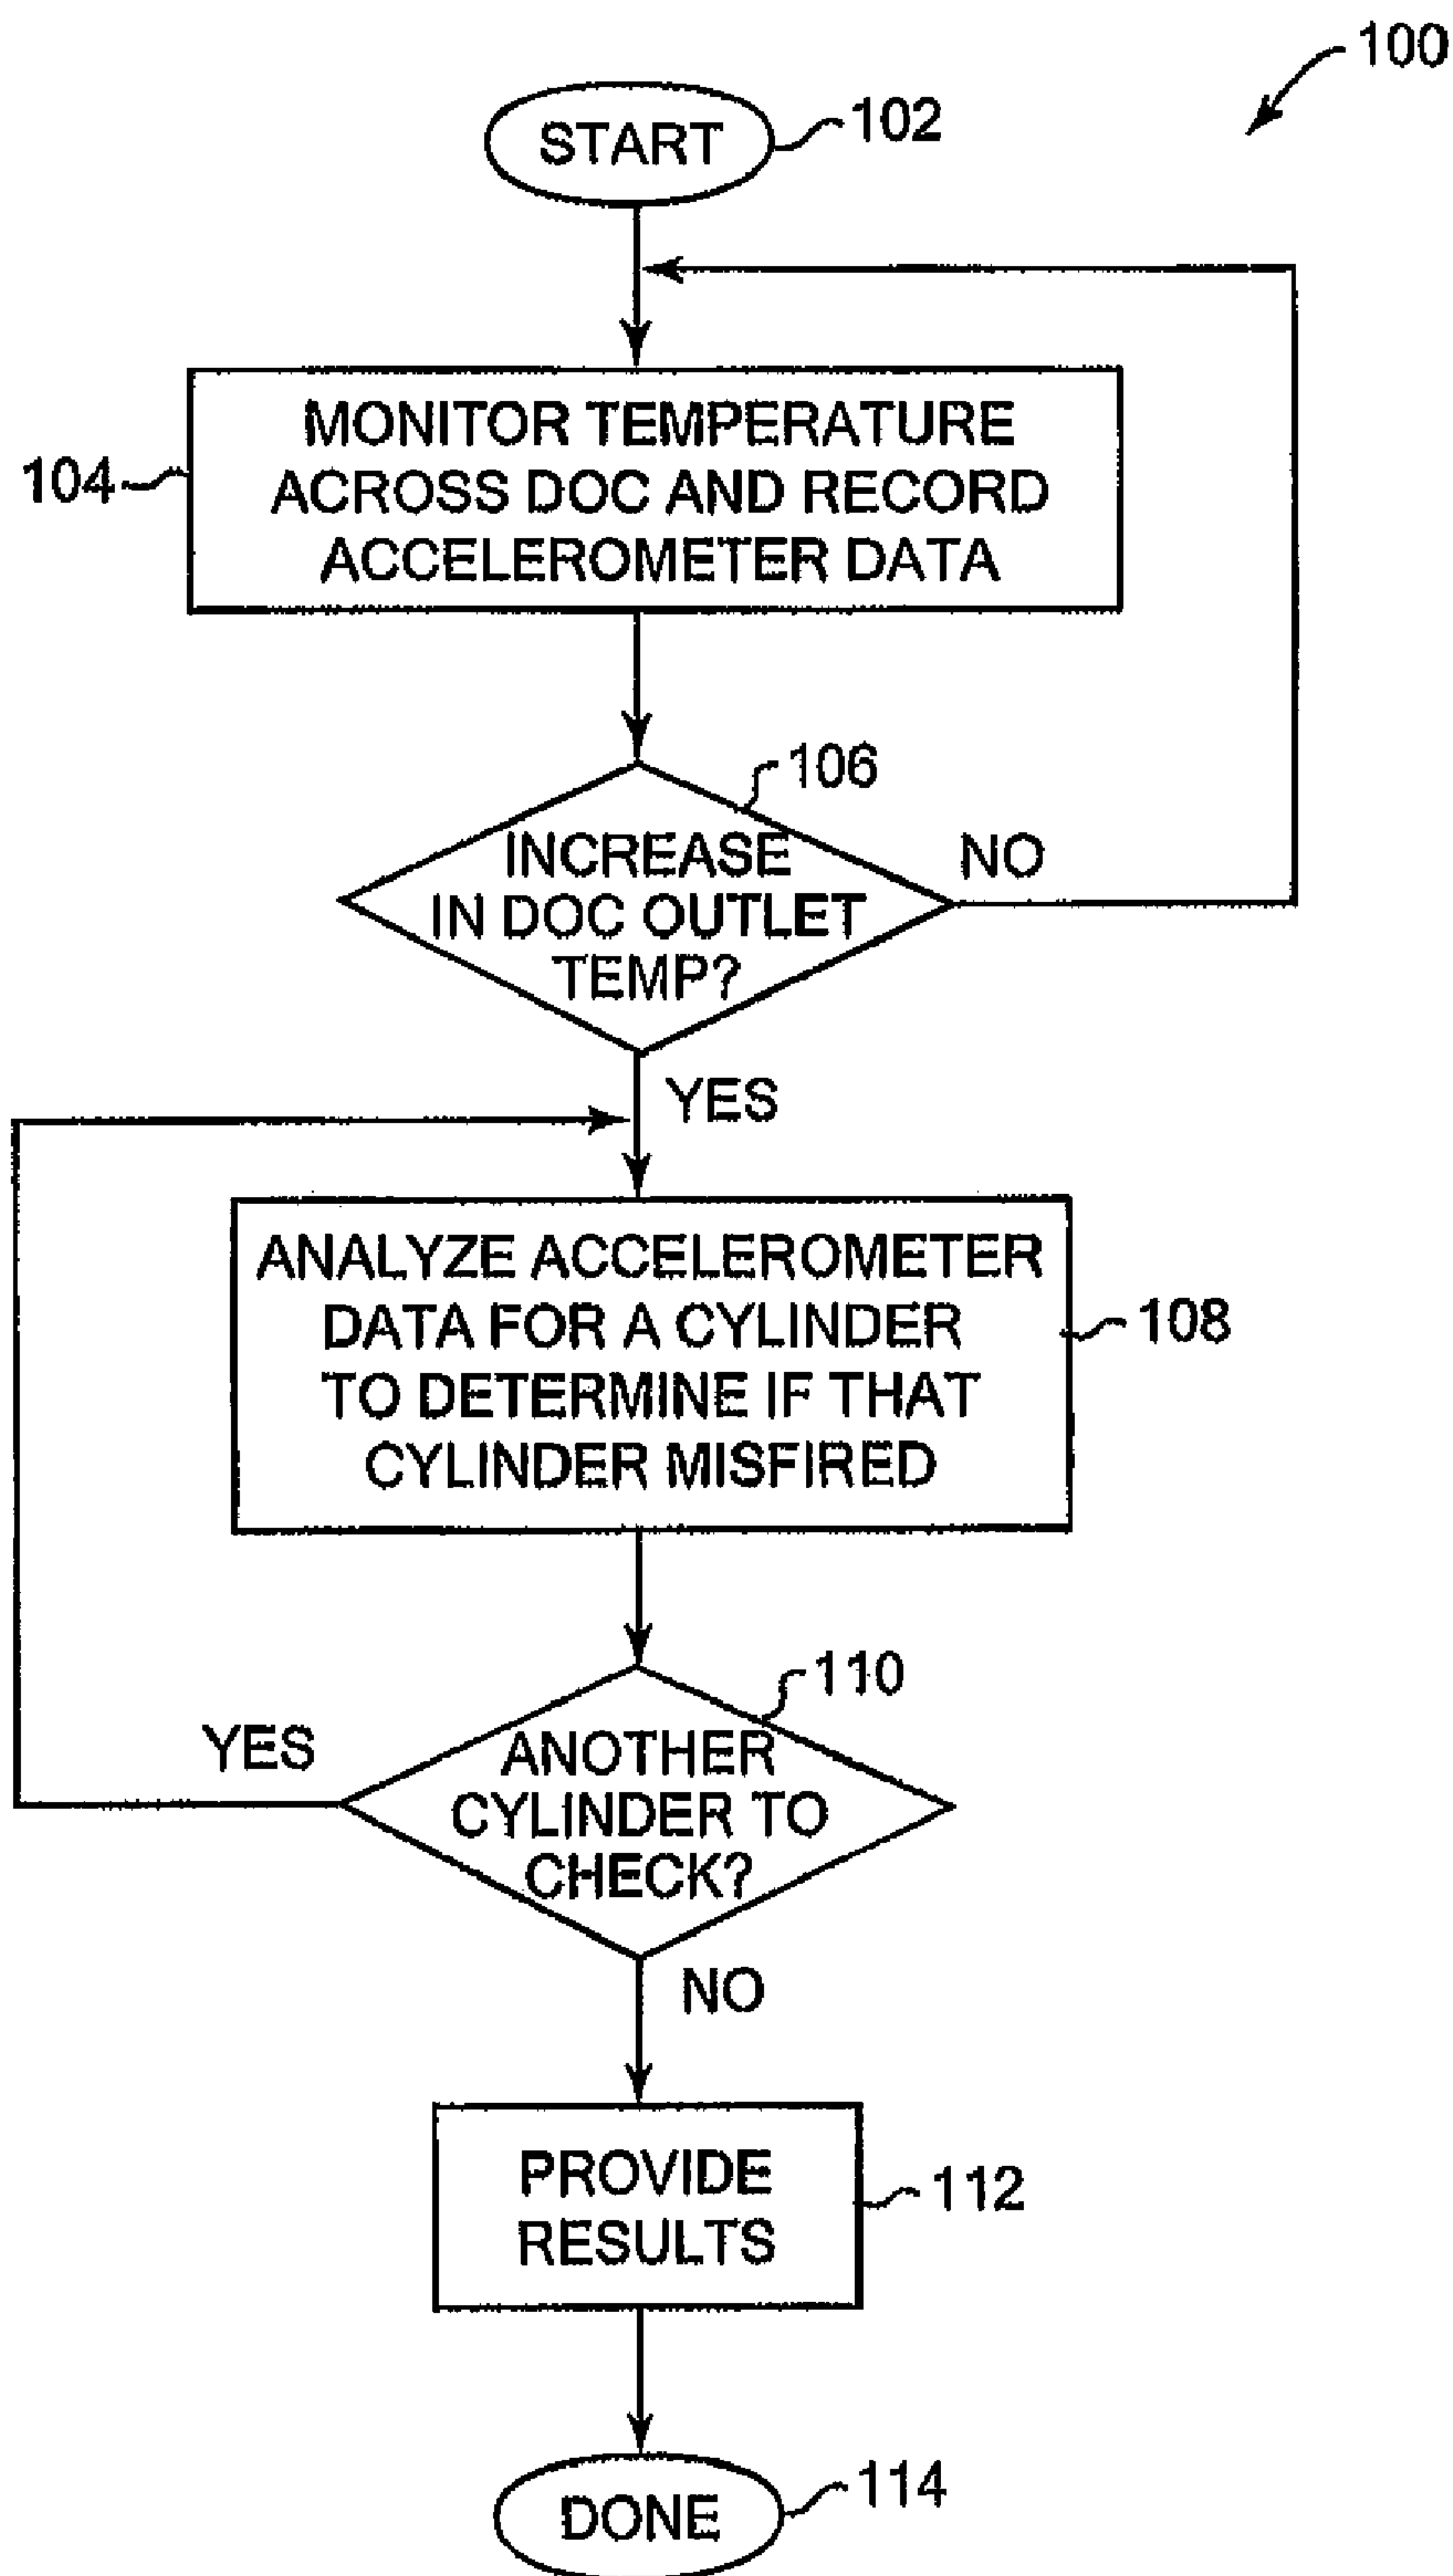 100
START
102
MONITOR TEMPERATURE
ACROSS DOC AND RECORD
ACCELEROMETER DATA
104
106
INCREASE
IN DOC OUTLET
TEMP?
NO
YES
ANALYZE ACCELEROMETER
DATA FOR A CYLINDER
TO DETERMINE IF THAT
CYLINDER MISFIRED
108
110
YES
ANOTHER
CYLINDER TO
CHECK?
NO
PROVIDE
RESULTS
112
DONE
114